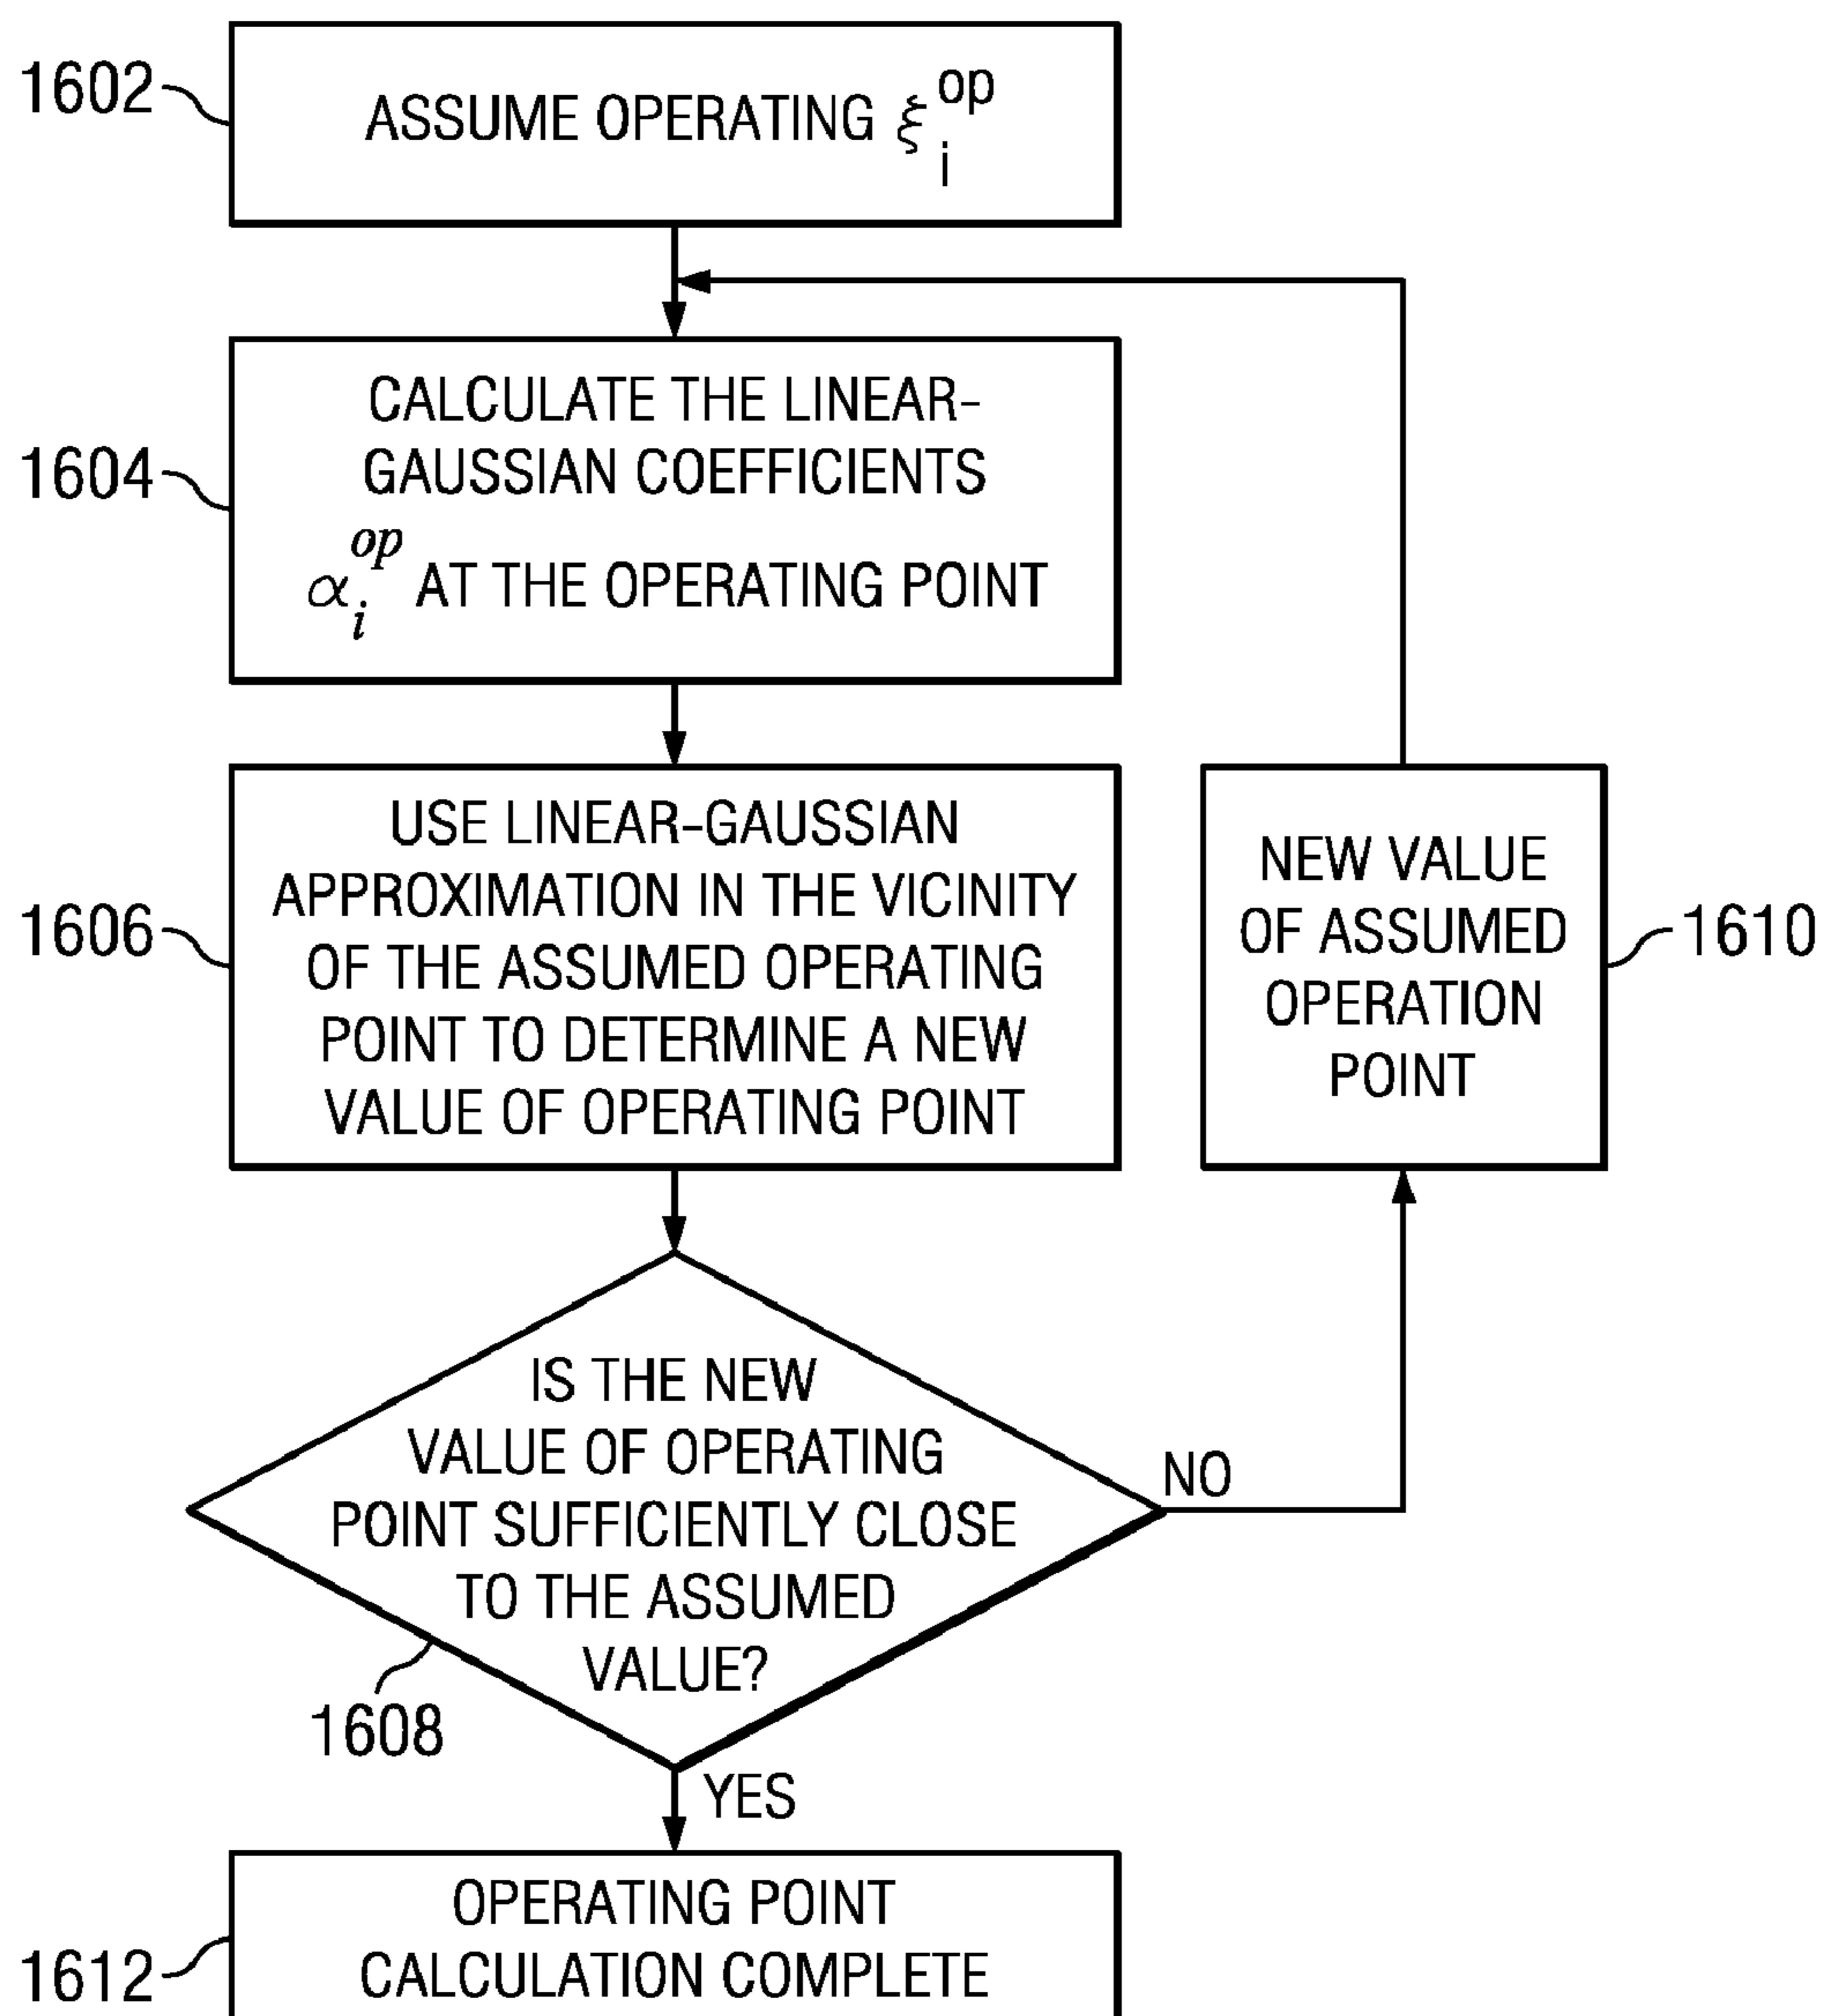 1602
ASSUME OPERATING ξ_i^op
1604
CALCULATE THE LINEAR-
GAUSSIAN COEFFICIENTS
α_i^op AT THE OPERATING POINT
1606
USE LINEAR-GAUSSIAN
APPROXIMATION IN THE VICINITY
OF THE ASSUMED OPERATING
POINT TO DETERMINE A NEW
VALUE OF OPERATING POINT
NEW VALUE
OF ASSUMED
OPERATION
POINT
1610
IS THE NEW
VALUE OF OPERATING
POINT SUFFICIENTLY CLOSE
TO THE ASSUMED
VALUE?
NO
1608
YES
1612
OPERATING POINT
CALCULATION COMPLETE